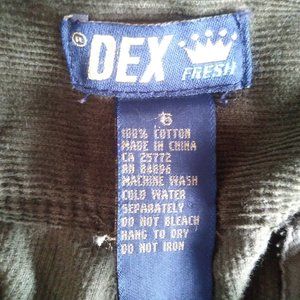 DEX
FRESH
6
100% COTTON
MADE IN CHINA
CA 25772
RN 84896
MACHINE WASH
COLD WATER
SEPARATELY
DO NOT BLEACH
HANG TO DRY
DO NOT IRON